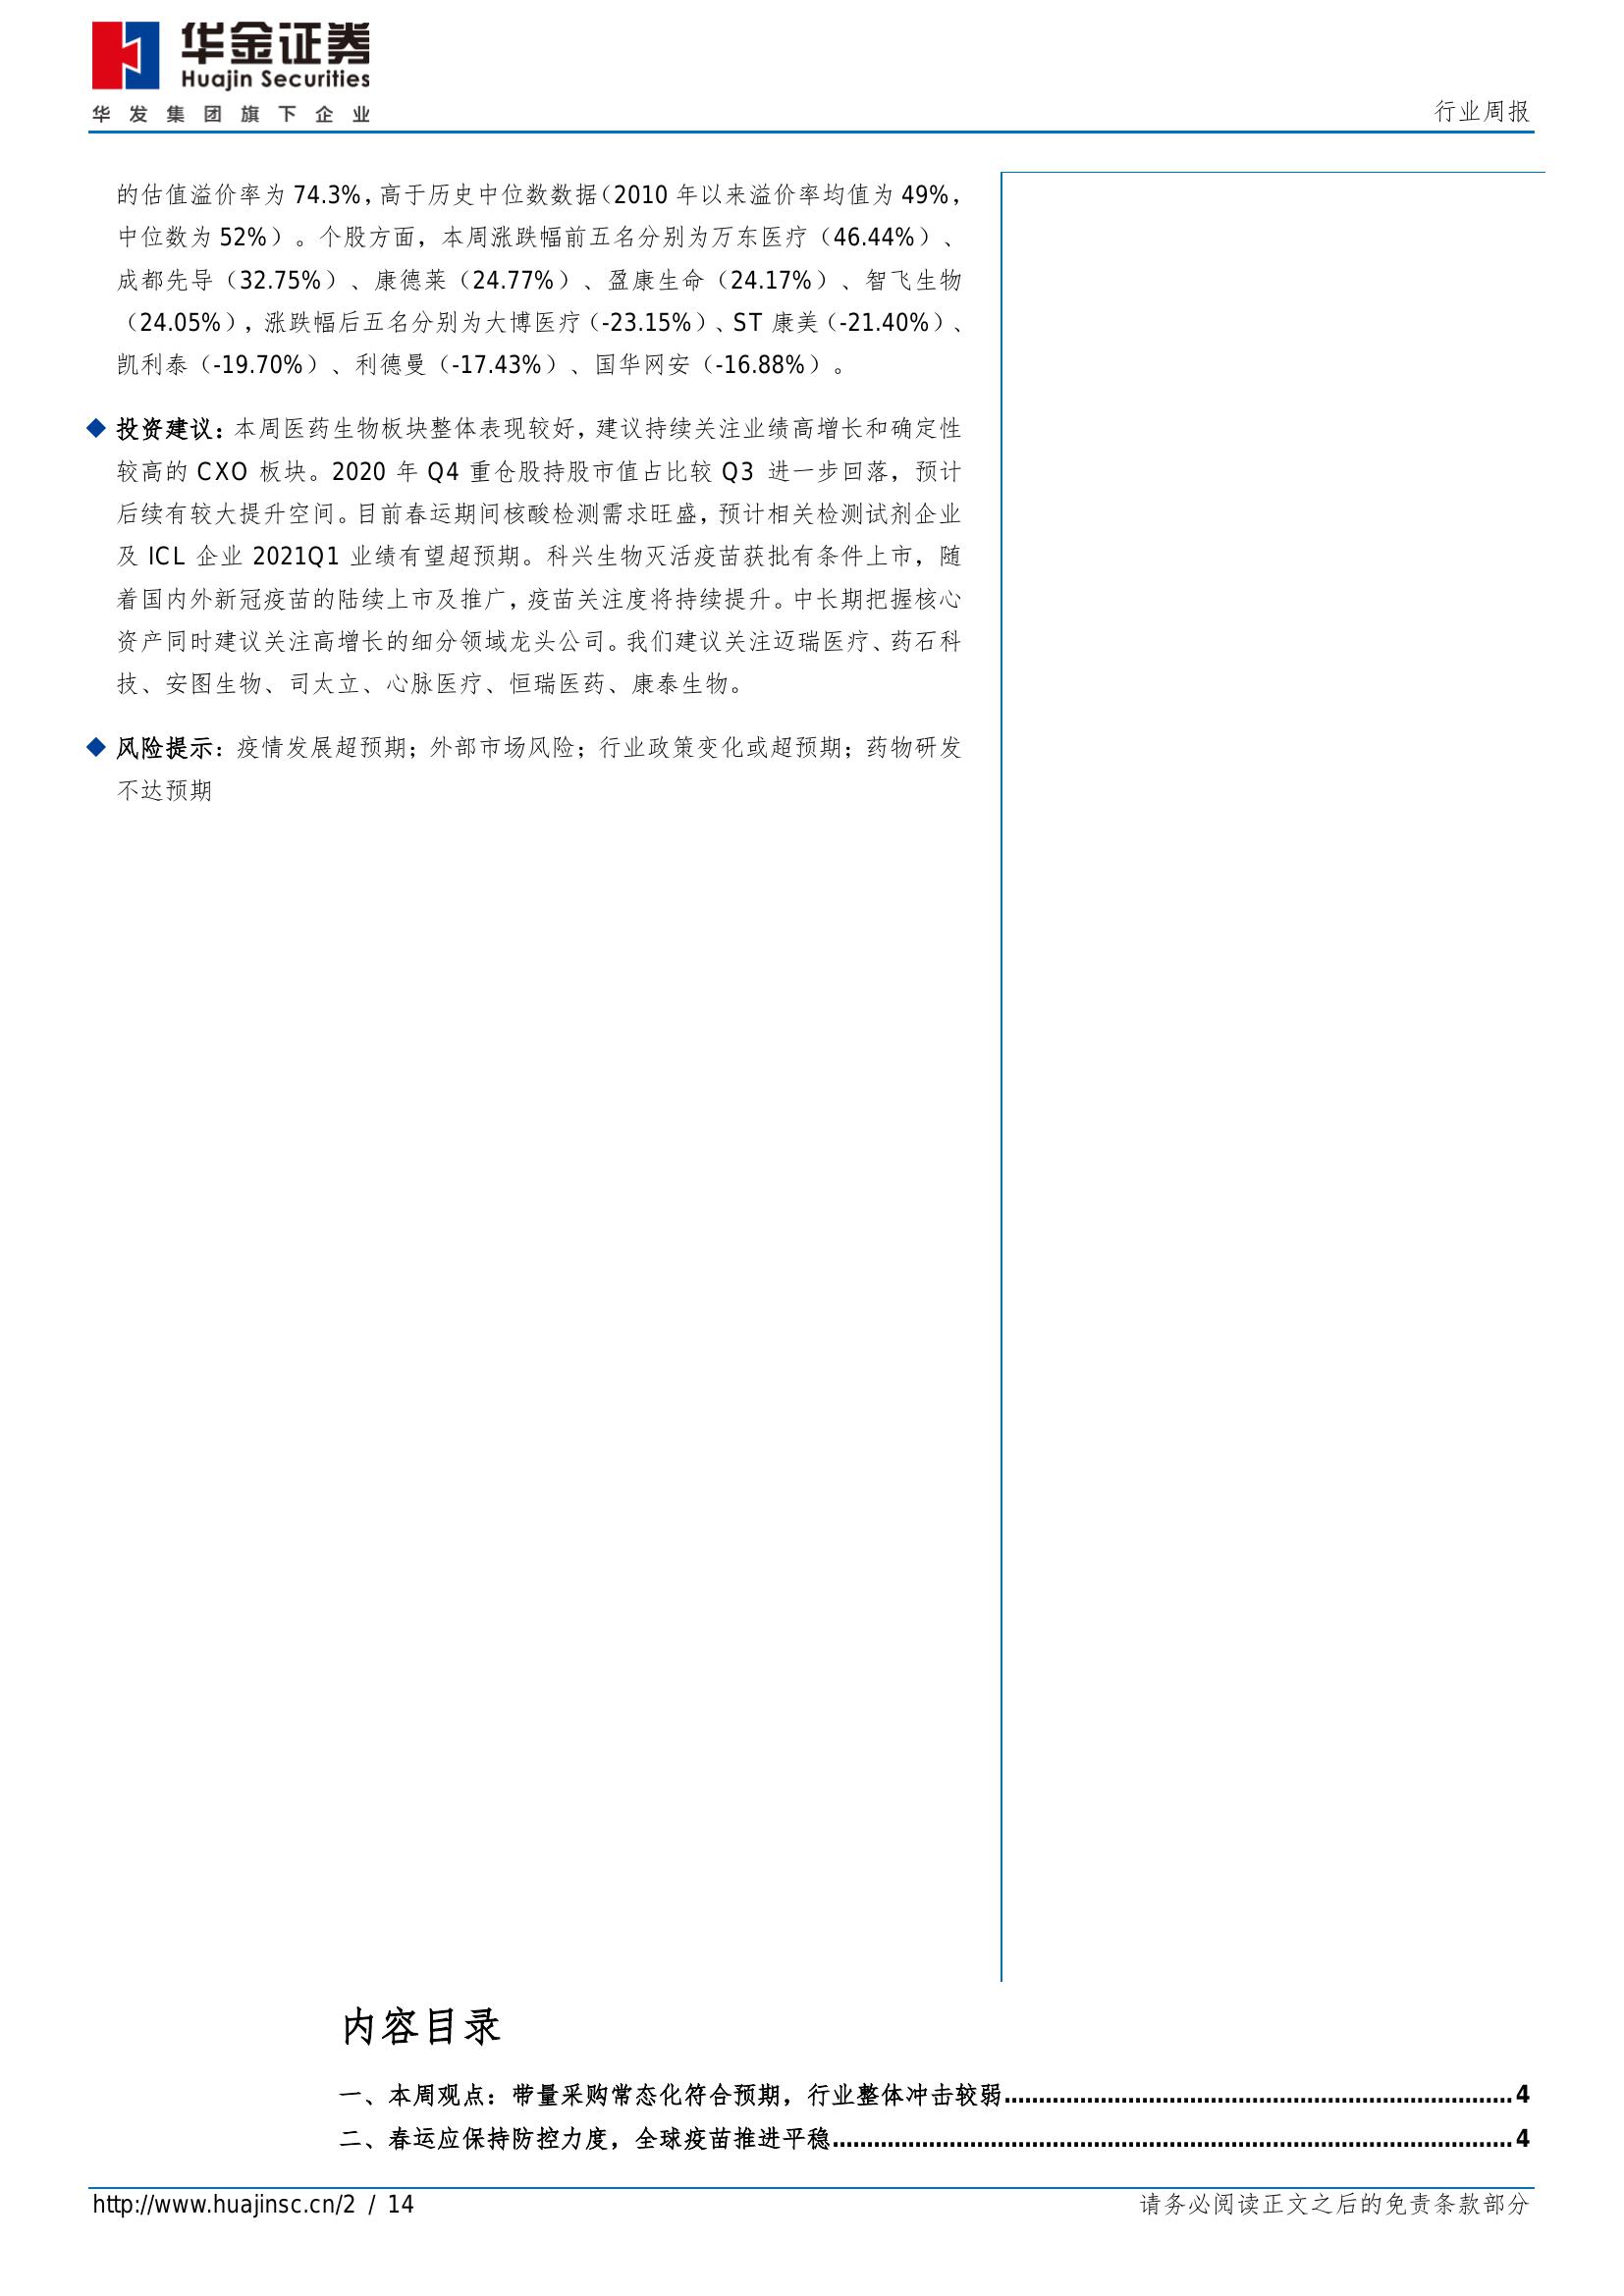 华金证券
Huajin Securities
华发集团旗下企业
行业周报
的估值溢价率为 74.3%，高于历史中位数数据（2010 年以来溢价率均值为 49%，
中位数为 52%）。个股方面，本周涨跌幅前五名分别为万东医疗（46.44%）、
成都先导（32.75%）、康德莱（24.77%）、盈康生命（24.17%）、智飞生物
（24.05%），涨跌幅后五名分别为大博医疗（-23.15%）、ST 康美（-21.40%）、
凯利泰（-19.70%）、利德曼（-17.43%）、国华网安（-16.88%）。
◆ 投资建议：本周医药生物板块整体表现较好，建议持续关注业绩高增长和确定性
较高的 CXO 板块。2020 年 Q4 重仓股持股市值占比较 Q3 进一步回落，预计
后续有较大提升空间。目前春运期间核酸检测需求旺盛，预计相关检测试剂企业
及 ICL 企业 2021Q1 业绩有望超预期。科兴生物灭活疫苗获批有条件上市，随
着国内外新冠疫苗的陆续上市及推广，疫苗关注度将持续提升。中长期把握核心
资产同时建议关注高增长的细分领域龙头公司。我们建议关注迈瑞医疗、药石科
技、安图生物、司太立、心脉医疗、恒瑞医药、康泰生物。
◆ 风险提示：疫情发展超预期；外部市场风险；行业政策变化或超预期；药物研发
不达预期
内容目录
一、本周观点：带量采购常态化符合预期，行业整体冲击较弱..........4
二、春运应保持防控力度，全球疫苗推进平稳..........4
http://www.huajinsc.cn/2 / 14
请务必阅读正文之后的免责条款部分